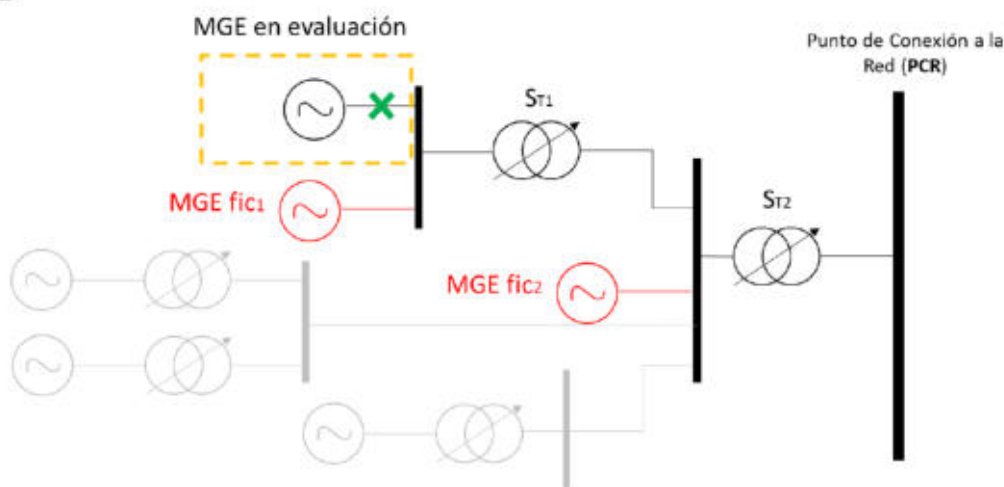 MGE en evaluación
Punto de Conexión a la
Red (PCR)
ST1
MGE fic1
ST2
MGE fic2